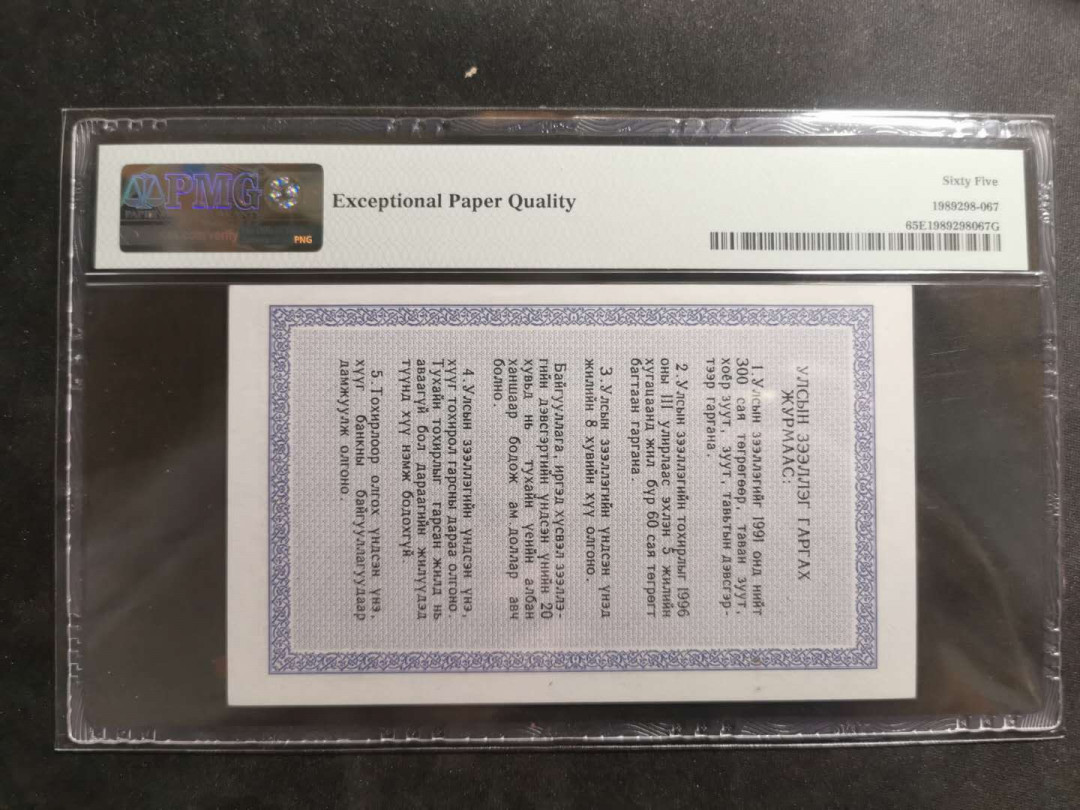 PMG
PNG
Exceptional Paper Quality
Sixty Five
1989298-067
65E1989298067G
УЛСЫН ЗЭЭЛЛЭГ ГАРГАХ
ЖУРМААС:
1.Улсын зээллэгийг 1991 онд нийт
300 сая төгрөгөөр, таван зуут,
хоёр зуут, зуут, тавьтын дэвсгэр-
тээр гаргана.
2.Улсын зээллэгийн тохирлыг 1996
оны III улирлаас эхлэн 5 жилийн
хугацаанд жил бүр 60 сая төгрөгт
багтаан гаргана.
3.Улсын зээллэгийн үндсэн үнэд
жилийн 8 хувийн хүү олгоно.
Байгууллага, иргэд хүсвэл зээллэ-
гийн дэвсгэртийн үндсэн үнийн 20
хувьд нь тухайн үеийн албан
ханшаар бодож ам.доллар авч
болно.
4.Улсын зээллэгийн үндсэн үнэ,
хүүг тохирол гарсны дараа олгоно.
Тухайн тохирлыг гарсан жилд нь
аваагүй бол дараагийн жилүүдэд
түүнд хүү нэмж бодохгүй.
5.Тохирлоор олгох үндсэн үнэ,
хүүг банкны байгууллагуудаар
дамжуулж олгоно.